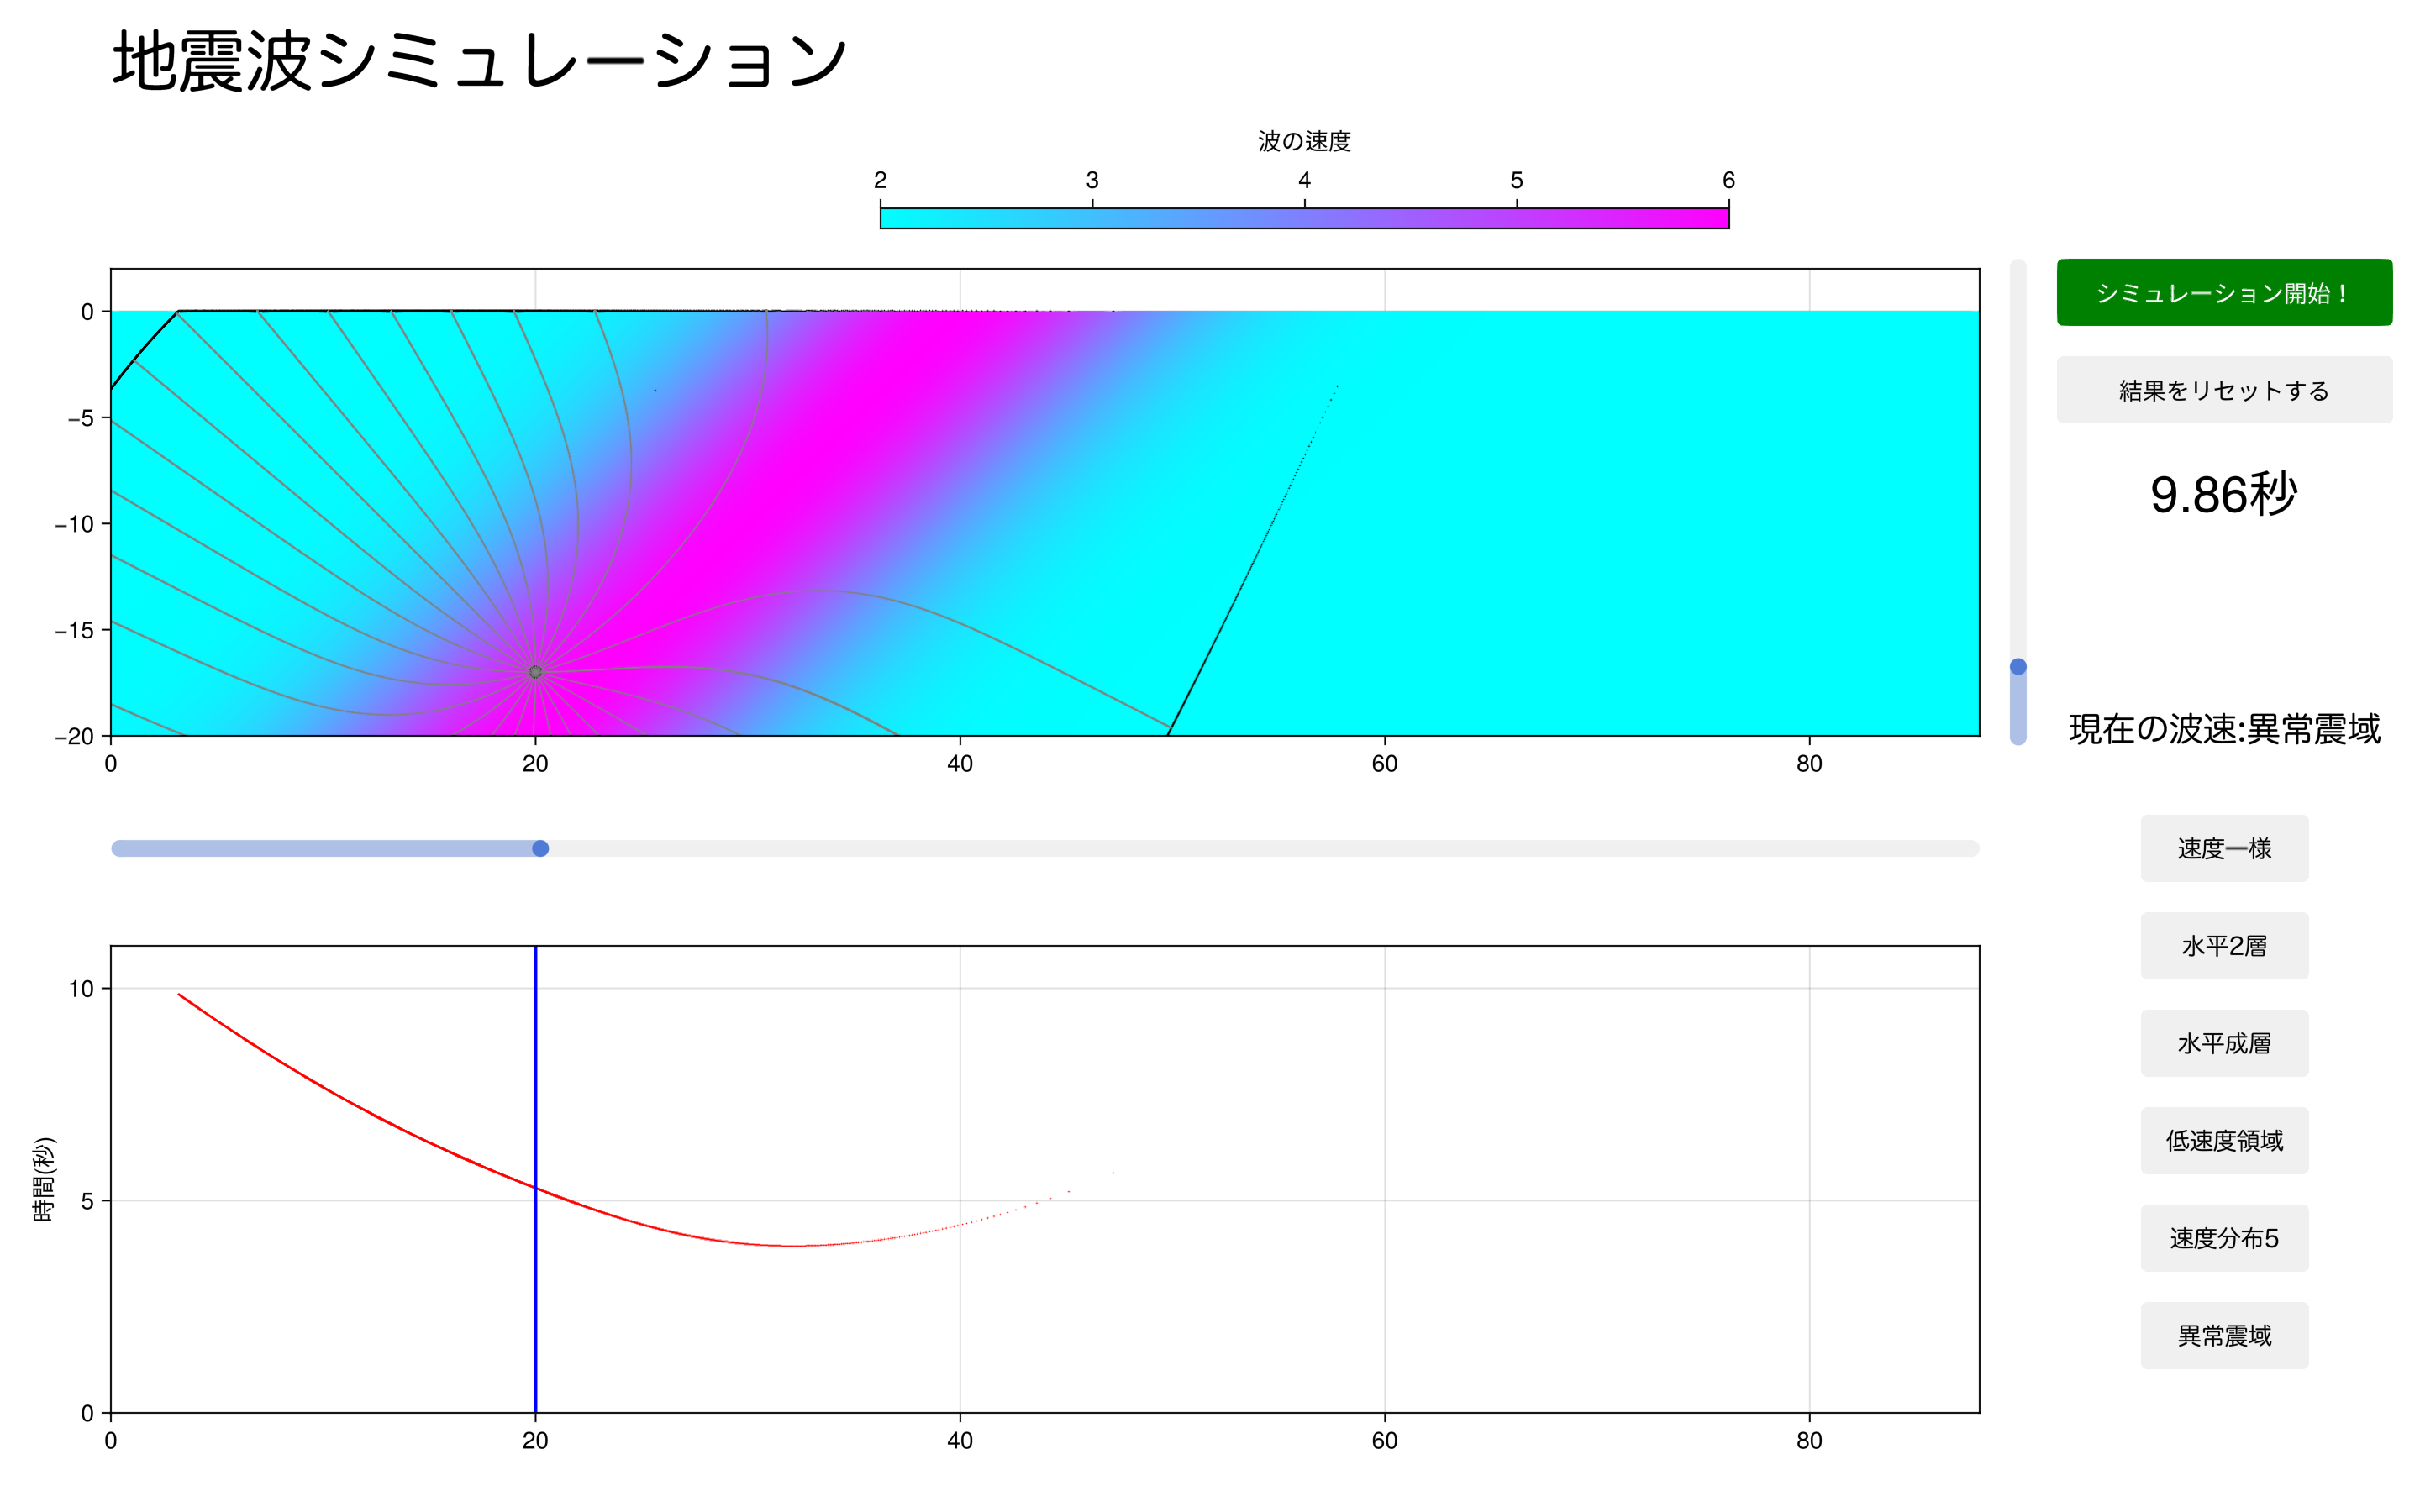 地震波シミュレーション
波の速度
2 3 4 5 6
シミュレーション開始！
結果をリセットする
9.86秒
現在の波速:異常震域
0
−5
−10
−15
−20
0 20 40 60 80
速度一様
水平2層
水平成層
低速度領域
速度分布5
異常震域
時間(秒)
10
5
0
0 20 40 60 80